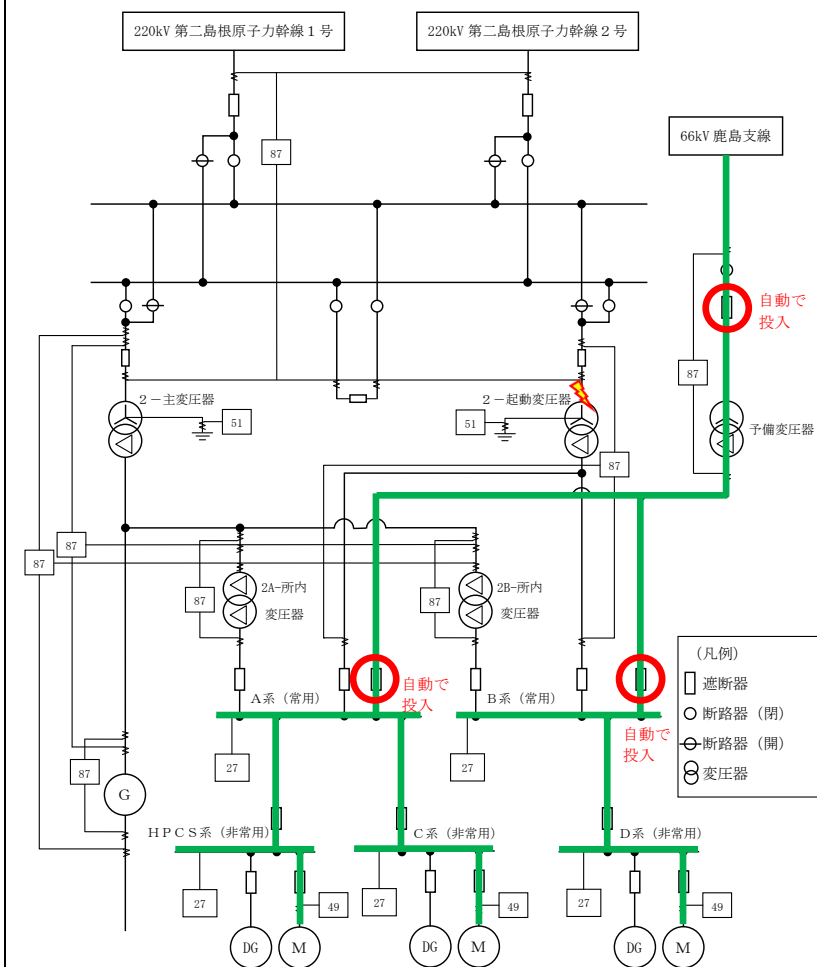 220kV 第二島根原子力幹線1号
220kV 第二島根原子力幹線2号
66kV 鹿島支線
87
自動で
投入
87
2－主変圧器
51
2－起動変圧器
51
予備変圧器
87
87
87
2A-所内
変圧器
87
2B-所内
変圧器
87
(凡例)
遮断器
断路器（閉）
断路器（開）
変圧器
自動で
投入
自動で
投入
A系（常用）
B系（常用）
27
27
87
G
HPCS系（非常用）
C系（非常用）
D系（非常用）
27
49
27
49
27
49
DG
M
DG
M
DG
M